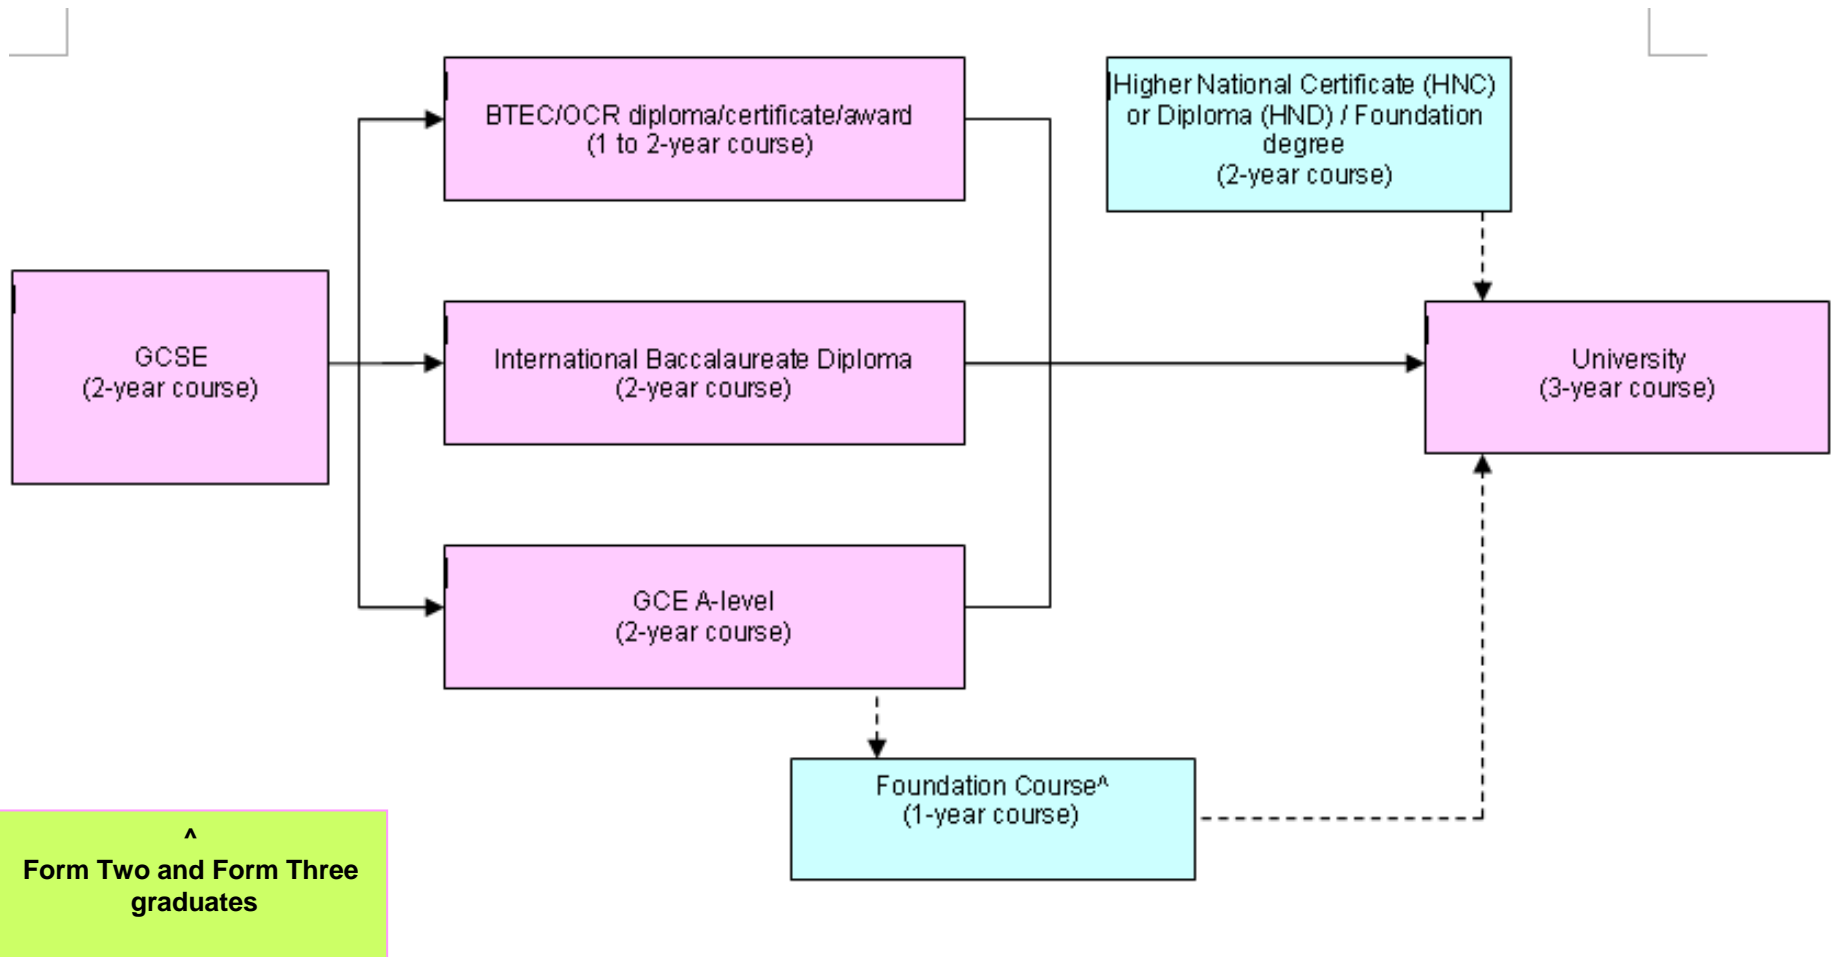 BTEC/OCR diploma/certificate/award
(1 to 2-year course)
Higher National Certificate (HNC)
or Diploma (HND) / Foundation
degree
(2-year course)
GCSE
(2-year course)
International Baccalaureate Diploma
(2-year course)
University
(3-year course)
GCE A-level
(2-year course)
Foundation Course^
(1-year course)
^
Form Two and Form Three
graduates